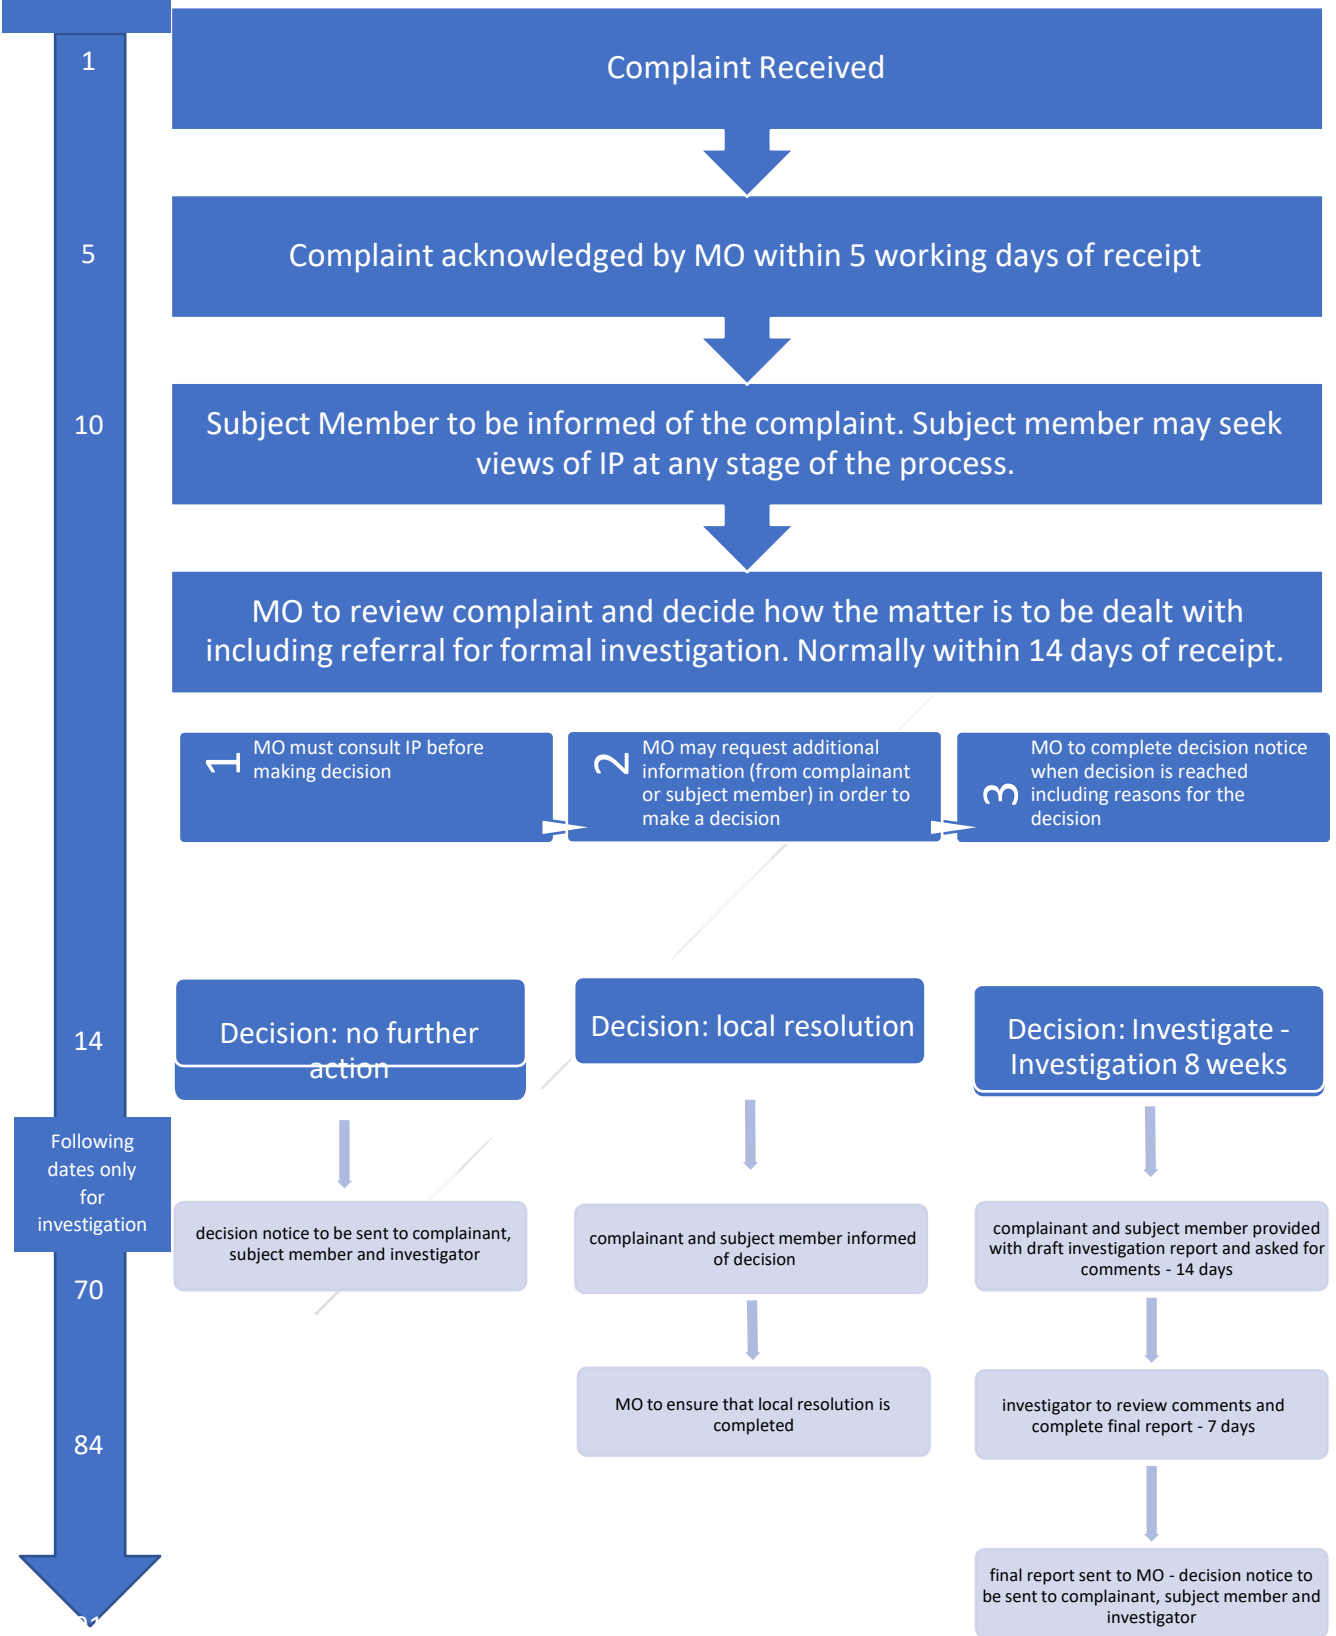 1
Complaint Received
5
Complaint acknowledged by MO within 5 working days of receipt
10
Subject Member to be informed of the complaint. Subject member may seek
views of IP at any stage of the process.
MO to review complaint and decide how the matter is to be dealt with
including referral for formal investigation. Normally within 14 days of receipt.
1
MO must consult IP before
making decision
2
MO may request additional
information (from complainant
or subject member) in order to
make a decision
3
MO to complete decision notice
when decision is reached
including reasons for the
decision
14
Decision: no further
action
Decision: local resolution
Decision: Investigate -
Investigation 8 weeks
Following
dates only
for
investigation
decision notice to be sent to complainant,
subject member and investigator
complainant and subject member informed
of decision
complainant and subject member provided
with draft investigation report and asked for
comments - 14 days
70
MO to ensure that local resolution is
completed
investigator to review comments and
complete final report - 7 days
84
final report sent to MO - decision notice to
be sent to complainant, subject member and
investigator